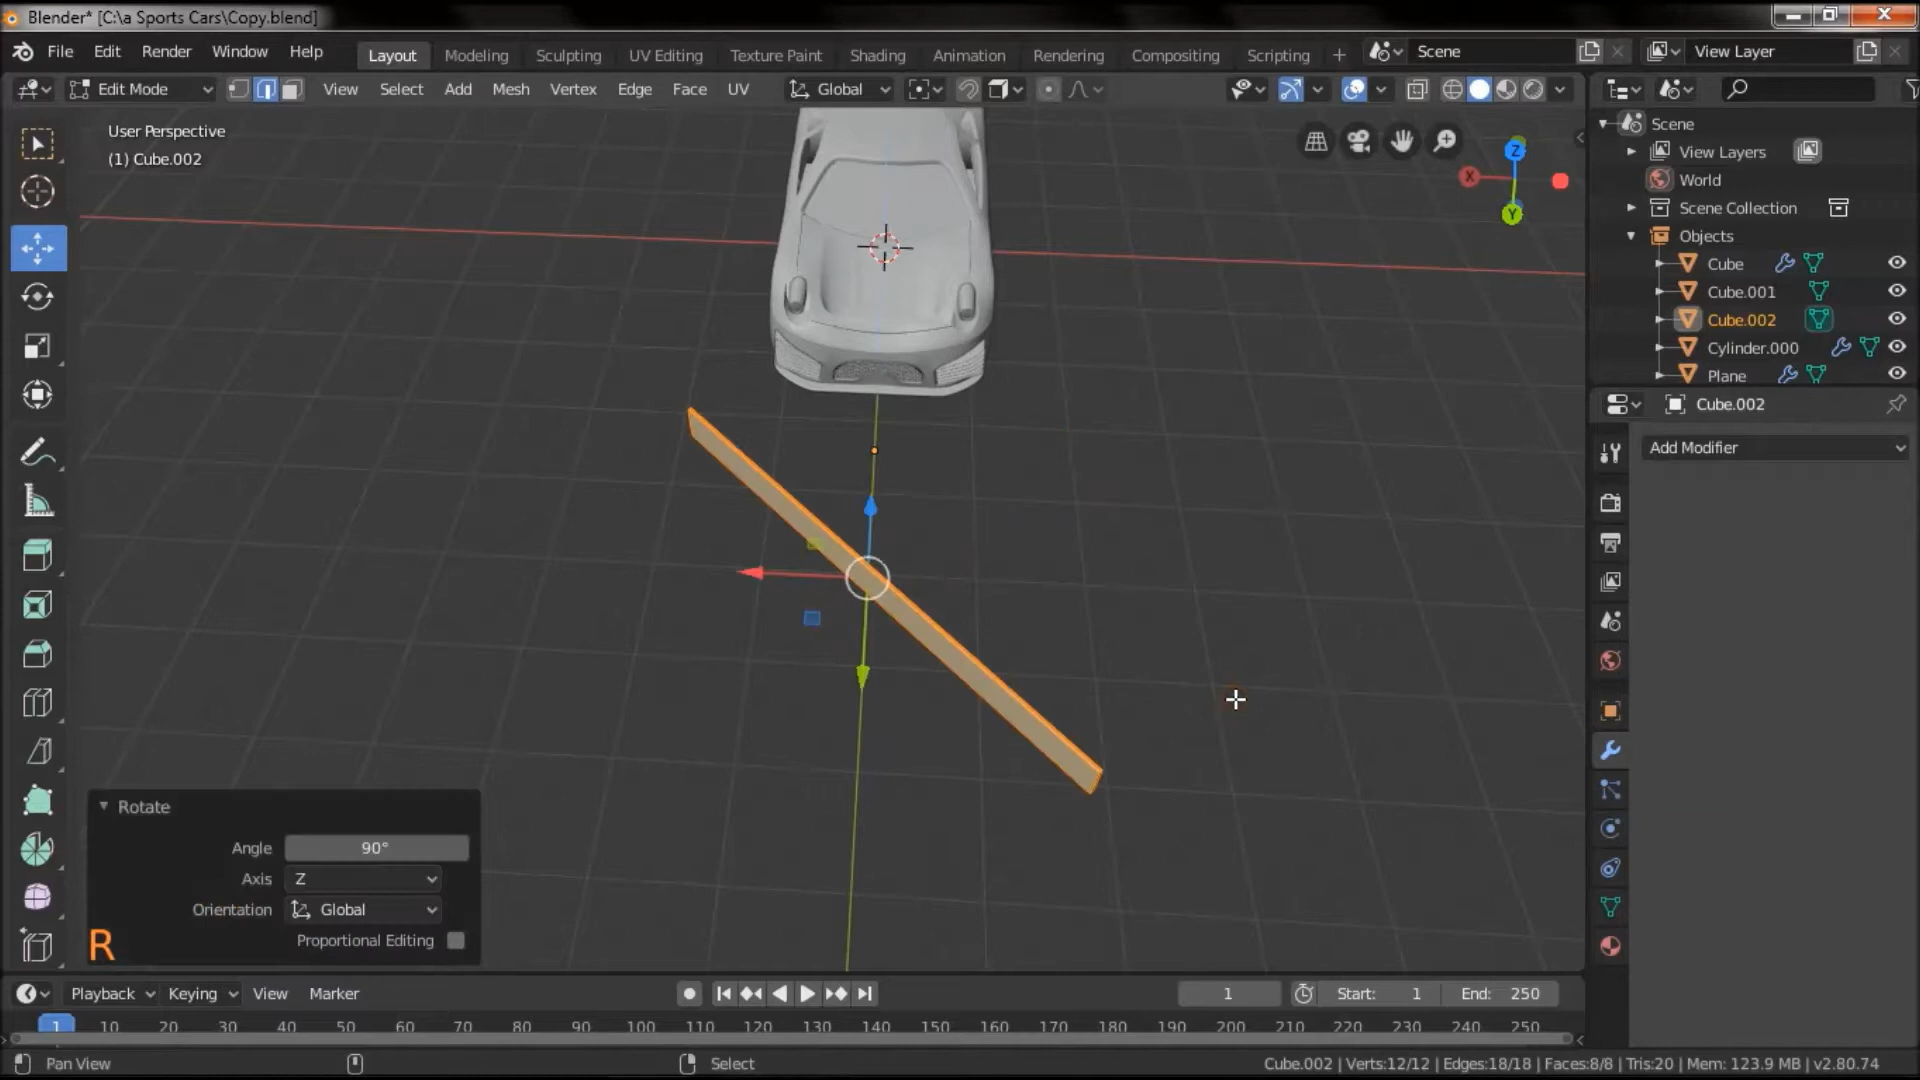 Blender* [C:\a Sports Cars\Copy.blend]
File Edit Render Window Help Layout Modeling Sculpting UV Editing Texture Paint Shading Animation Rendering Compositing Scripting + Scene View Layer
Edit Mode View Select Add Mesh Vertex Edge Face UV Global
User Perspective
(1) Cube.002
Z
X
Y
Scene
View Layers
World
Scene Collection
Objects
Cube
Cube.001
Cube.002
Cylinder.000
Plane
Cube.002
Add Modifier
Rotate
Angle 90°
Axis Z
Orientation Global
Proportional Editing
R
Playback Keying View Marker 1 Start: 1 End: 250
1 10 20 30 40 50 60 70 80 90 100 110 120 130 140 150 160 170 180 190 200 210 220 230 240 250
Pan View Select Cube.002 | Verts:12/12 | Edges:18/18 | Faces:8/8 | Tris:20 | Mem: 123.9 MB | v2.80.74